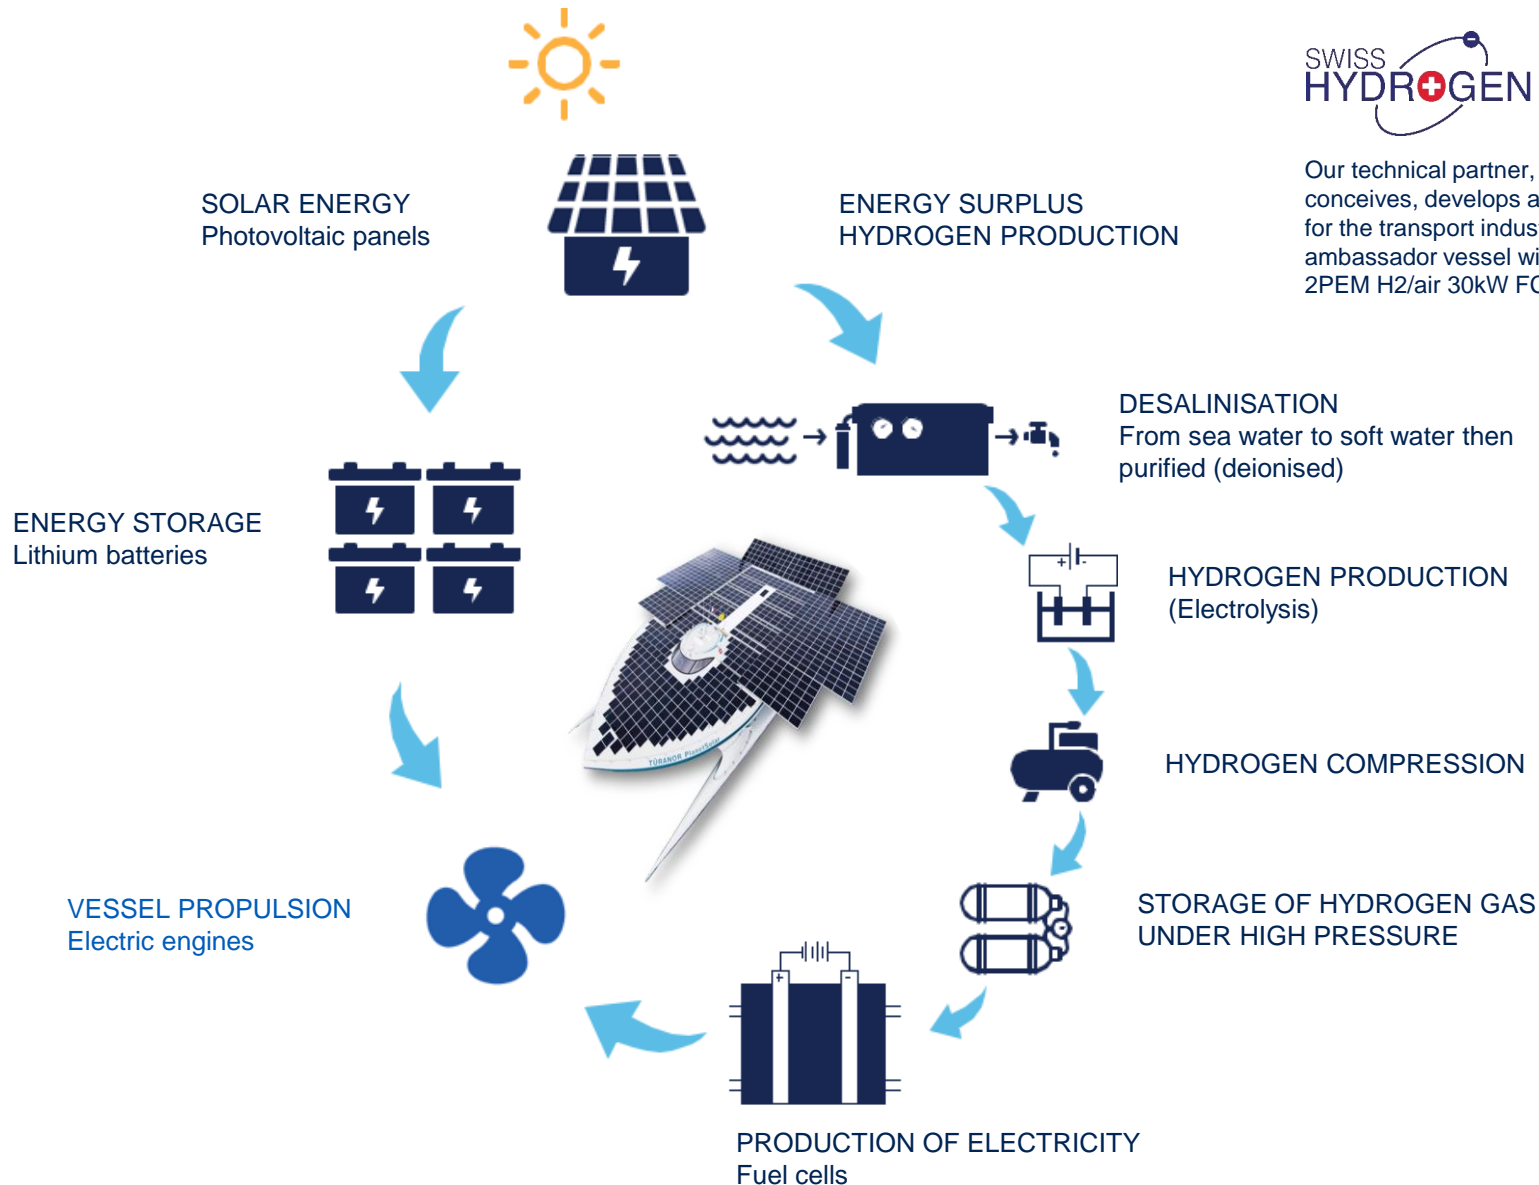 SWISS
HYDROGEN
Our technical partner,
conceives, develops a
for the transport indus
ambassador vessel wi
2PEM H2/air 30kW FC
SOLAR ENERGY
Photovoltaic panels
ENERGY SURPLUS
HYDROGEN PRODUCTION
DESALINISATION
From sea water to soft water then
purified (deionised)
ENERGY STORAGE
Lithium batteries
HYDROGEN PRODUCTION
(Electrolysis)
TÛRANOR PlanetSolar
HYDROGEN COMPRESSION
VESSEL PROPULSION
Electric engines
STORAGE OF HYDROGEN GAS
UNDER HIGH PRESSURE
PRODUCTION OF ELECTRICITY
Fuel cells